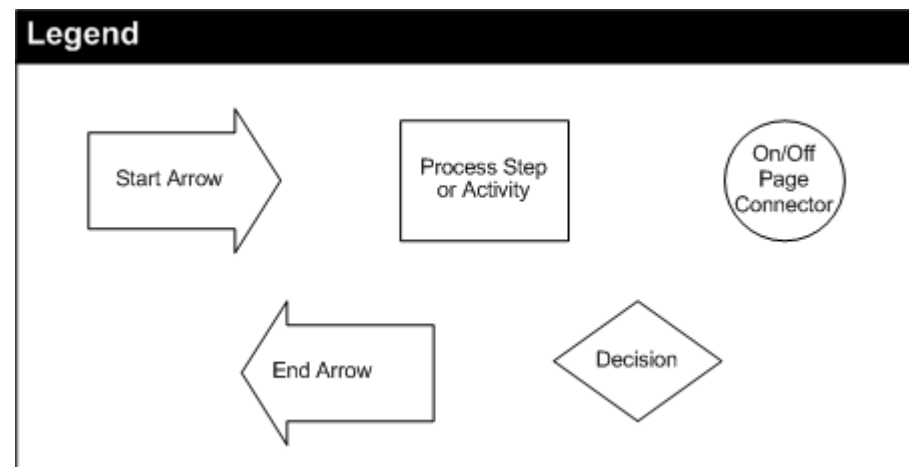 Legend
Start Arrow
Process Step
or Activity
On/Off
Page
Connector
End Arrow
Decision